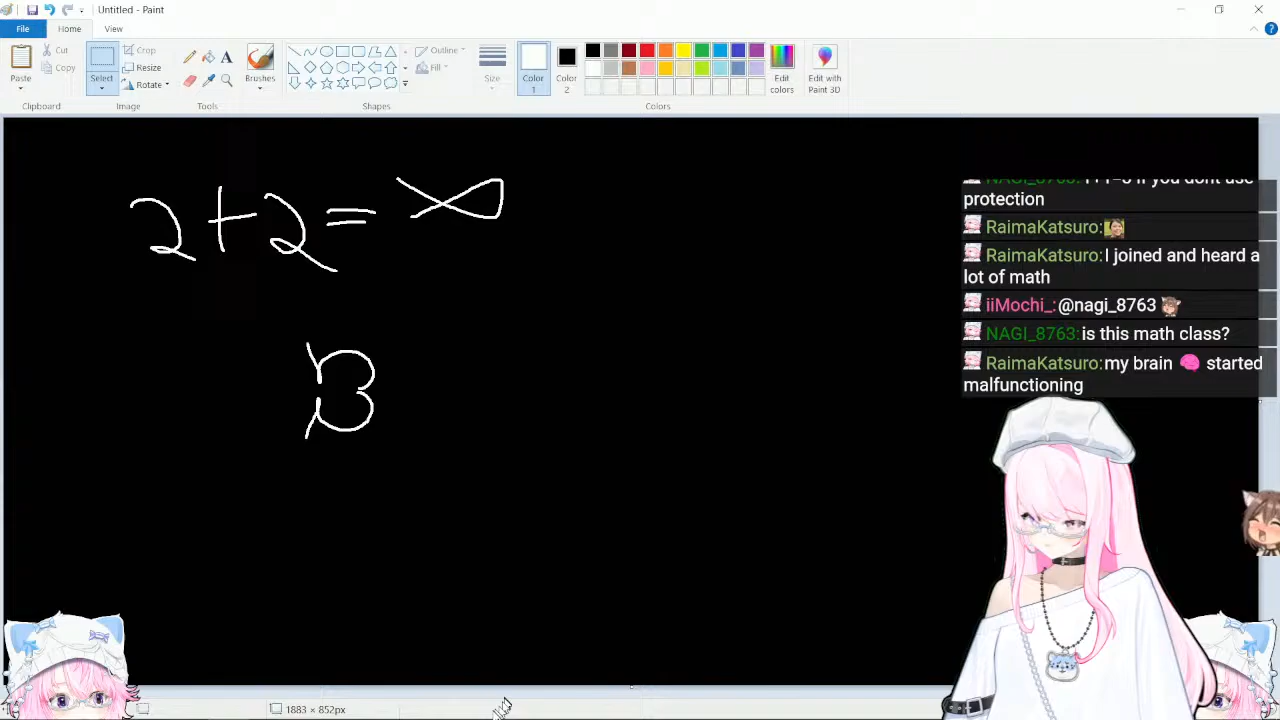 Untitled - Paint
File Home View
Paste
Cut
Copy
Clipboard
Select
Crop
Resize
Rotate
Image
Tools
Brushes
Outline
Fill
Shapes
Size
Color 1
Color 2
Edit colors
Colors
Edit with Paint 3D
2+2=
protection
RaimaKatsuro:
RaimaKatsuro: I joined and heard a
lot of math
iiMochi_: @nagi_8763
NAGI_8763: is this math class?
RaimaKatsuro: my brain 🧠 started
malfunctioning
1883 × 852px